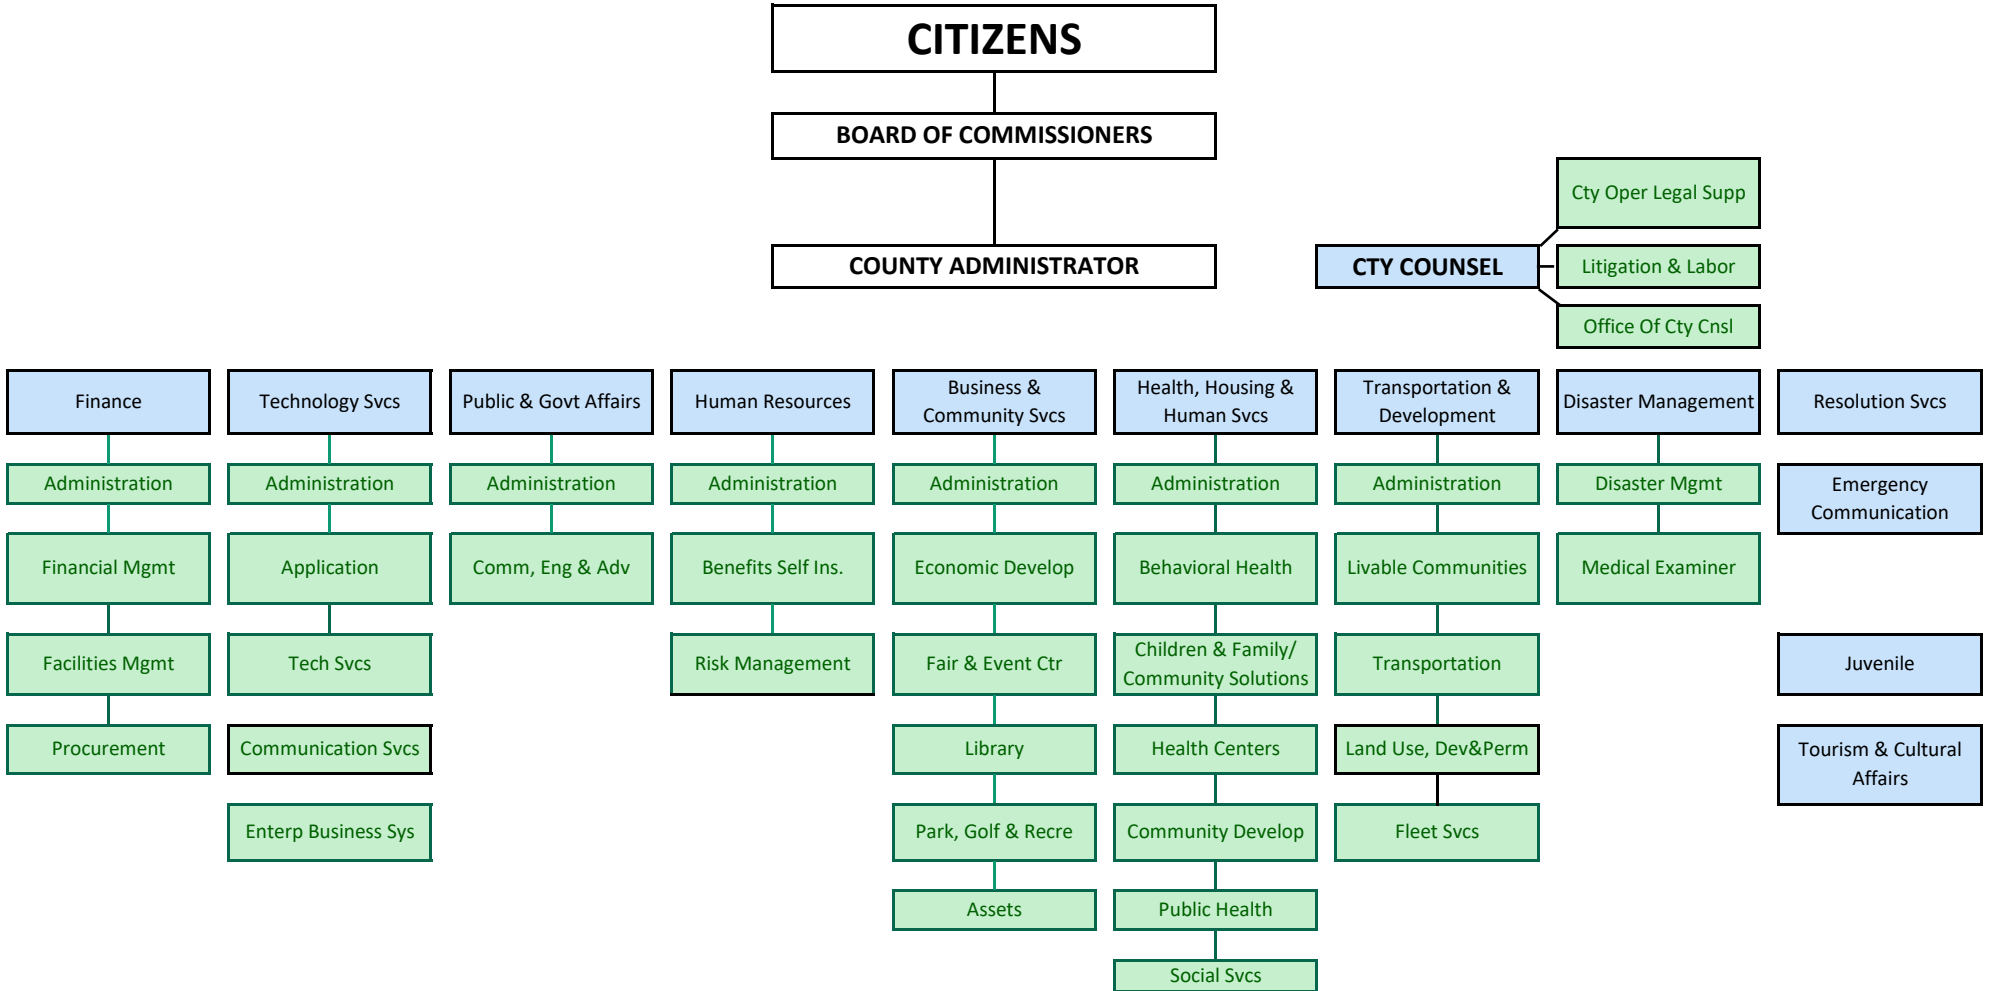 CITIZENS
BOARD OF COMMISSIONERS
Cty Oper Legal Supp
COUNTY ADMINISTRATOR
CTY COUNSEL
Litigation & Labor
Office Of Cty Cnsl
Finance
Technology Svcs
Public & Govt Affairs
Human Resources
Business &
Community Svcs
Health, Housing &
Human Svcs
Transportation &
Development
Disaster Management
Resolution Svcs
Administration
Administration
Administration
Administration
Administration
Administration
Administration
Disaster Mgmt
Emergency
Communication
Financial Mgmt
Application
Comm, Eng & Adv
Benefits Self Ins.
Economic Develop
Behavioral Health
Livable Communities
Medical Examiner
Facilities Mgmt
Tech Svcs
Risk Management
Fair & Event Ctr
Children & Family/
Community Solutions
Transportation
Juvenile
Procurement
Communication Svcs
Library
Health Centers
Land Use, Dev&Perm
Tourism & Cultural
Affairs
Enterp Business Sys
Park, Golf & Recre
Community Develop
Fleet Svcs
Assets
Public Health
Social Svcs